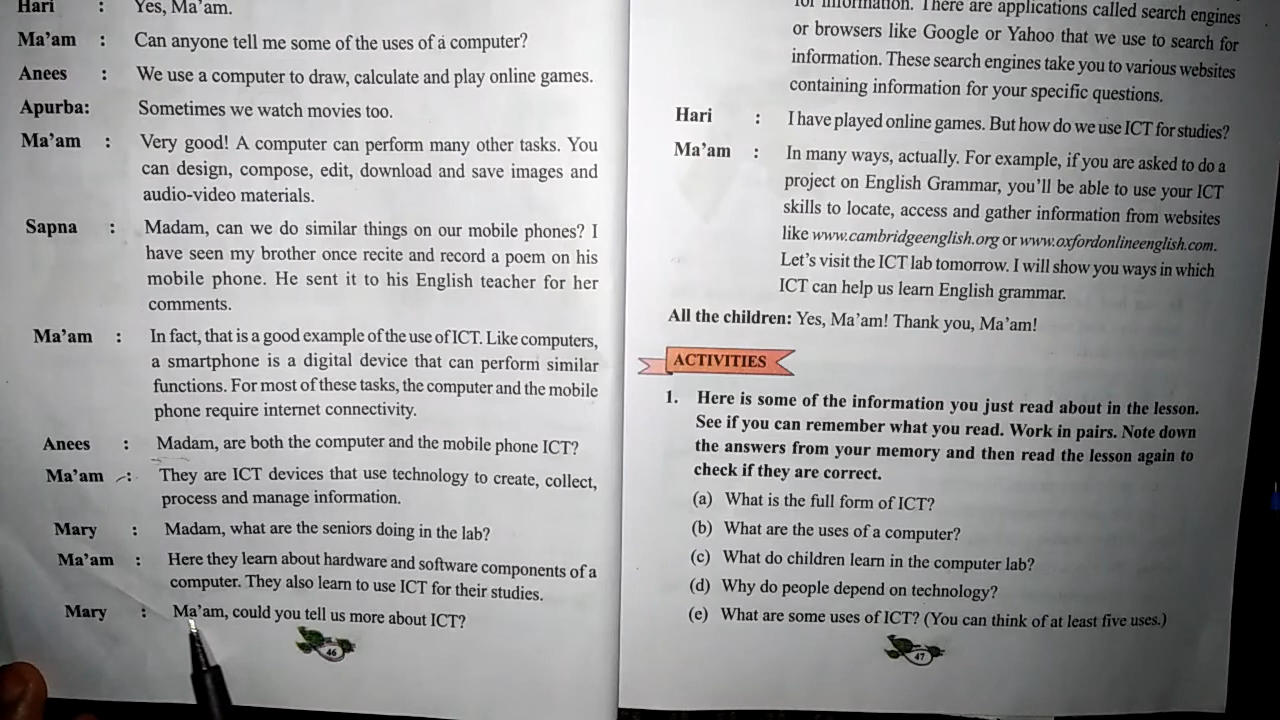 Hari : Yes, Ma'am.
Ma'am : Can anyone tell me some of the uses of a computer?
Anees : We use a computer to draw, calculate and play online games.
Apurba: Sometimes we watch movies too.
Ma'am : Very good! A computer can perform many other tasks. You
can design, compose, edit, download and save images and
audio-video materials.
Sapna : Madam, can we do similar things on our mobile phones? I
have seen my brother once recite and record a poem on his
mobile phone. He sent it to his English teacher for her
comments.
Ma'am : In fact, that is a good example of the use of ICT. Like computers,
a smartphone is a digital device that can perform similar
functions. For most of these tasks, the computer and the mobile
phone require internet connectivity.
Anees : Madam, are both the computer and the mobile phone ICT?
Ma'am : They are ICT devices that use technology to create, collect,
process and manage information.
Mary : Madam, what are the seniors doing in the lab?
Ma'am : Here they learn about hardware and software components of a
computer. They also learn to use ICT for their studies.
Mary : Ma'am, could you tell us more about ICT?
46
for information. There are applications called search engines
or browsers like Google or Yahoo that we use to search for
information. These search engines take you to various websites
containing information for your specific questions.
Hari : I have played online games. But how do we use ICT for studies?
Ma'am : In many ways, actually. For example, if you are asked to do a
project on English Grammar, you'll be able to use your ICT
skills to locate, access and gather information from websites
like www.cambridgeenglish.org or www.oxfordonlineenglish.com.
Let's visit the ICT lab tomorrow. I will show you ways in which
ICT can help us learn English grammar.
All the children: Yes, Ma'am! Thank you, Ma'am!
ACTIVITIES
1. Here is some of the information you just read about in the lesson.
See if you can remember what you read. Work in pairs. Note down
the answers from your memory and then read the lesson again to
check if they are correct.
(a) What is the full form of ICT?
(b) What are the uses of a computer?
(c) What do children learn in the computer lab?
(d) Why do people depend on technology?
(e) What are some uses of ICT? (You can think of at least five uses.)
47